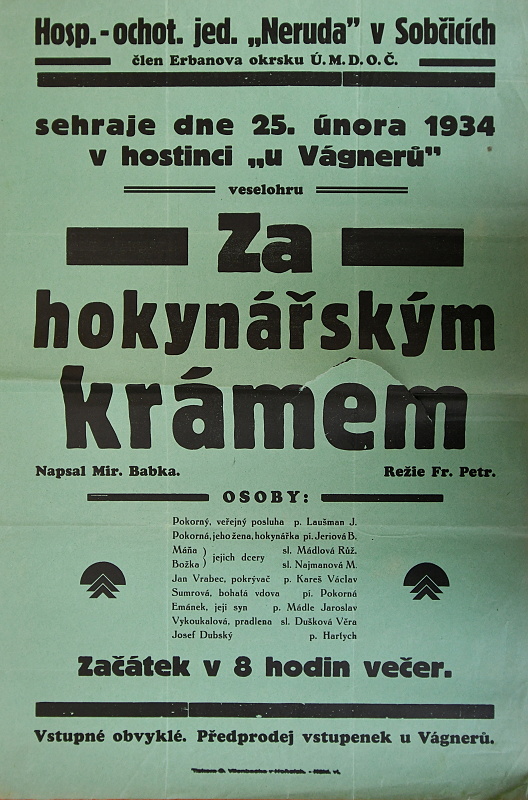 Hosp.-ochot. jed. „Neruda" v Sobčicích
člen Erbanova okrsku Ú.M.D.O.Č.
sehraje dne 25. února 1934
v hostinci „u Vágnerů"
veselohru
Za
hokynářským
krámem
Napsal Mir. Babka. Režie Fr. Petr.
OSOBY:
Pokorný, veřejný posluha p. Laušman J.
Pokorná, jeho žena, hokynářka pí. Jeriová B.
Máňa } jejich dcery sl. Mádlová Růž.
Božka } sl. Najmanová M.
Jan Vrabec, pokrývač p. Kareš Václav
Sumrová, bohatá vdova pí. Pokorná
Emánek, její syn p. Mádle Jaroslav
Vykoukalová, pradlena sl. Dušková Věra
Josef Dubský p. Hartych
Začátek v 8 hodin večer.
Vstupné obvyklé. Předprodej vstupenek u Vágnerů.